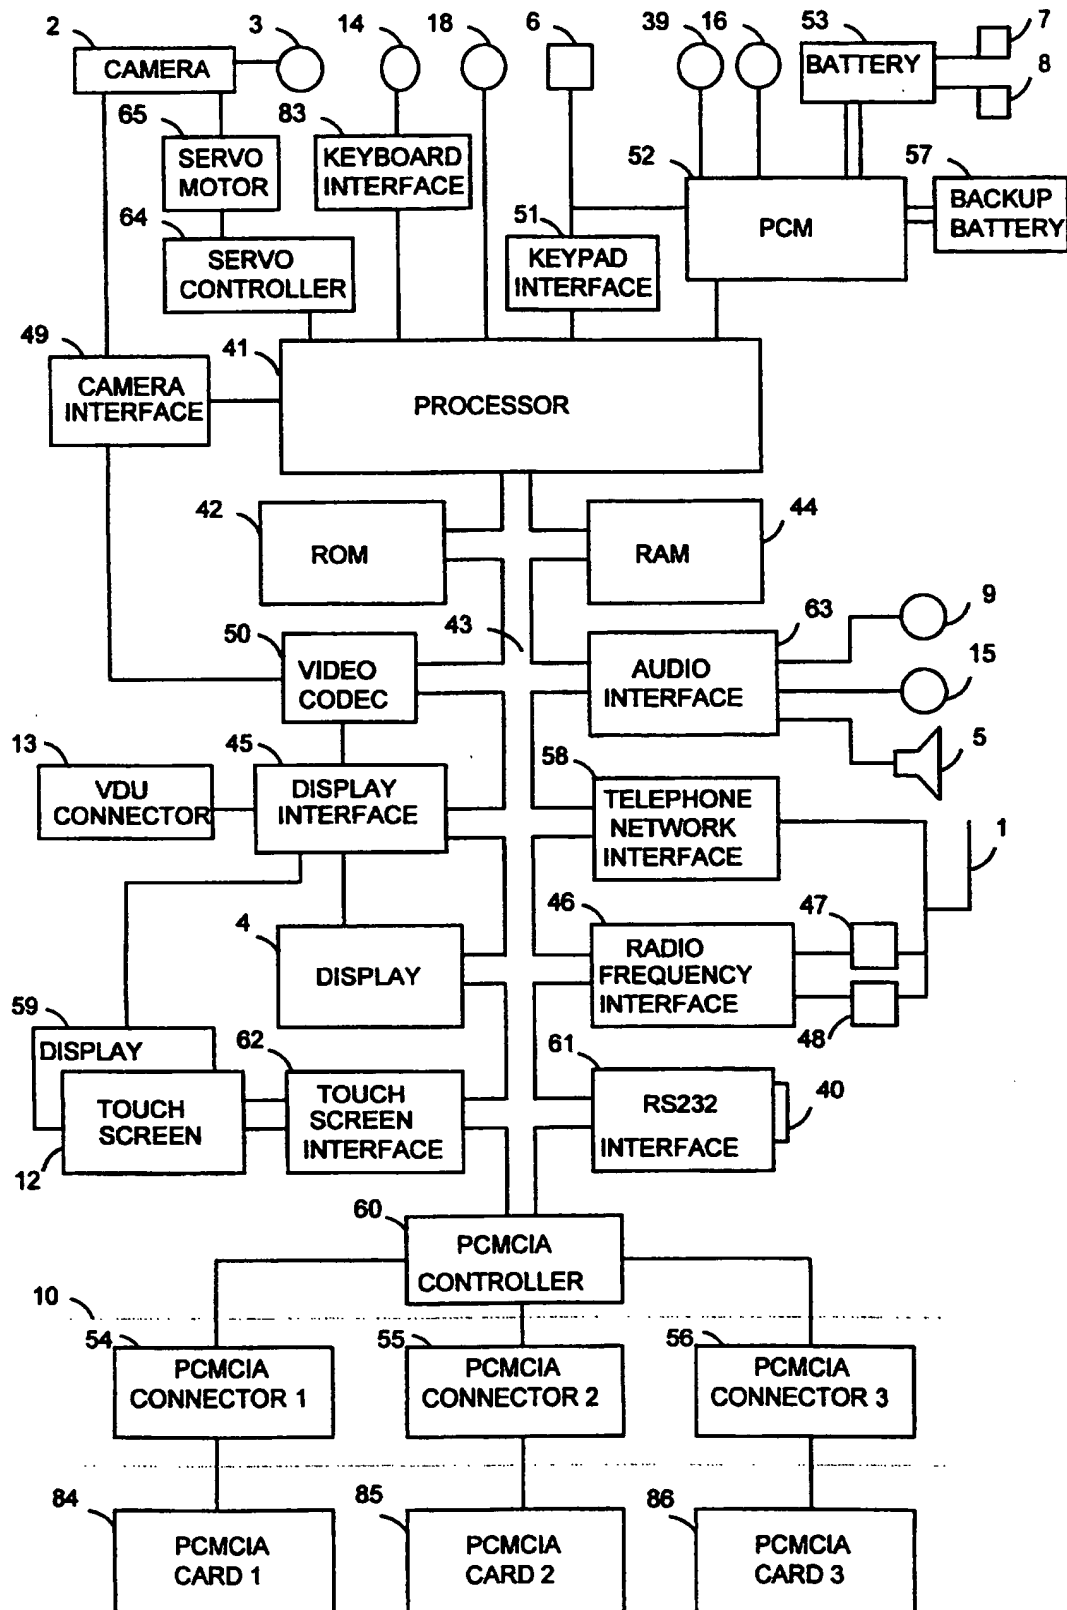 2 3 14 18 6 39 16 53 7
CAMERA
BATTERY
8
65 83
SERVO MOTOR
KEYBOARD INTERFACE
52 57
PCM
BACKUP BATTERY
64 51
SERVO CONTROLLER
KEYPAD INTERFACE
49 41
CAMERA INTERFACE
PROCESSOR
42 44
ROM
RAM
50 43 63 9
VIDEO CODEC
AUDIO INTERFACE
15
13 45 58 5
VDU CONNECTOR
DISPLAY INTERFACE
TELEPHONE NETWORK INTERFACE
1
4 46 47
DISPLAY
RADIO FREQUENCY INTERFACE
59 62 61 48
DISPLAY
TOUCH SCREEN
TOUCH SCREEN INTERFACE
RS232 INTERFACE
40
12
60
PCMCIA CONTROLLER
10
54 55 56
PCMCIA CONNECTOR 1
PCMCIA CONNECTOR 2
PCMCIA CONNECTOR 3
84 85 86
PCMCIA CARD 1
PCMCIA CARD 2
PCMCIA CARD 3